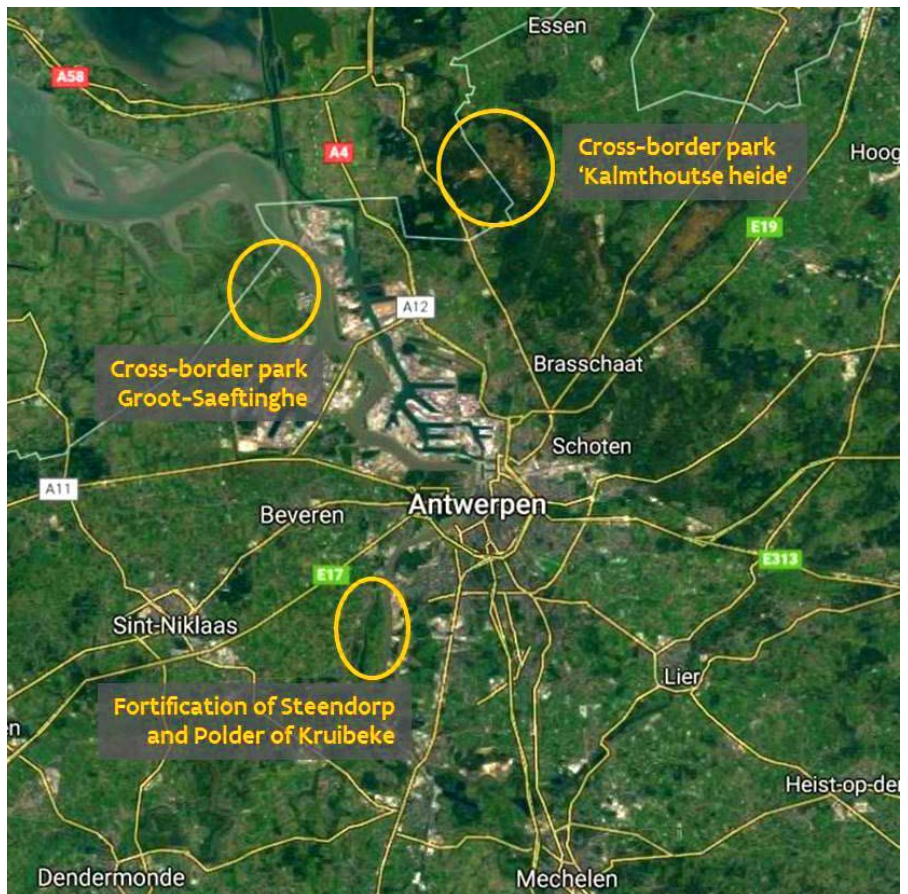 Essen
A58
A4
Cross-border park
‘Kalmthoutse heide’
Hoog
E19
A12
Cross-border park
Groot-Saeftinghe
Brasschaat
Schoten
A11
Antwerpen
Beveren
E313
E17
Sint-Niklaas
Lier
Fortification of Steendorp
and Polder of Kruibeke
en
Heist-op-der
Dendermonde
Mechelen